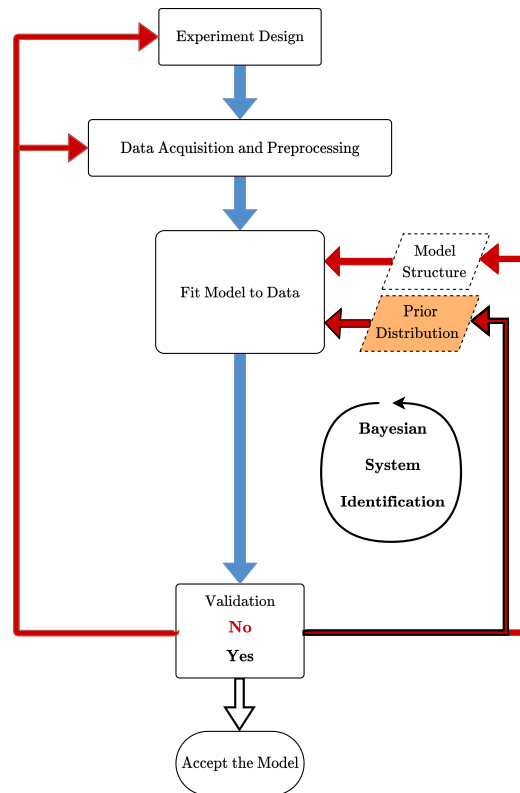 Experiment Design
Data Acquisition and Preprocessing
Fit Model to Data
Model
Structure
Prior
Distribution
Bayesian
System
Identification
Validation
No
Yes
Accept the Model